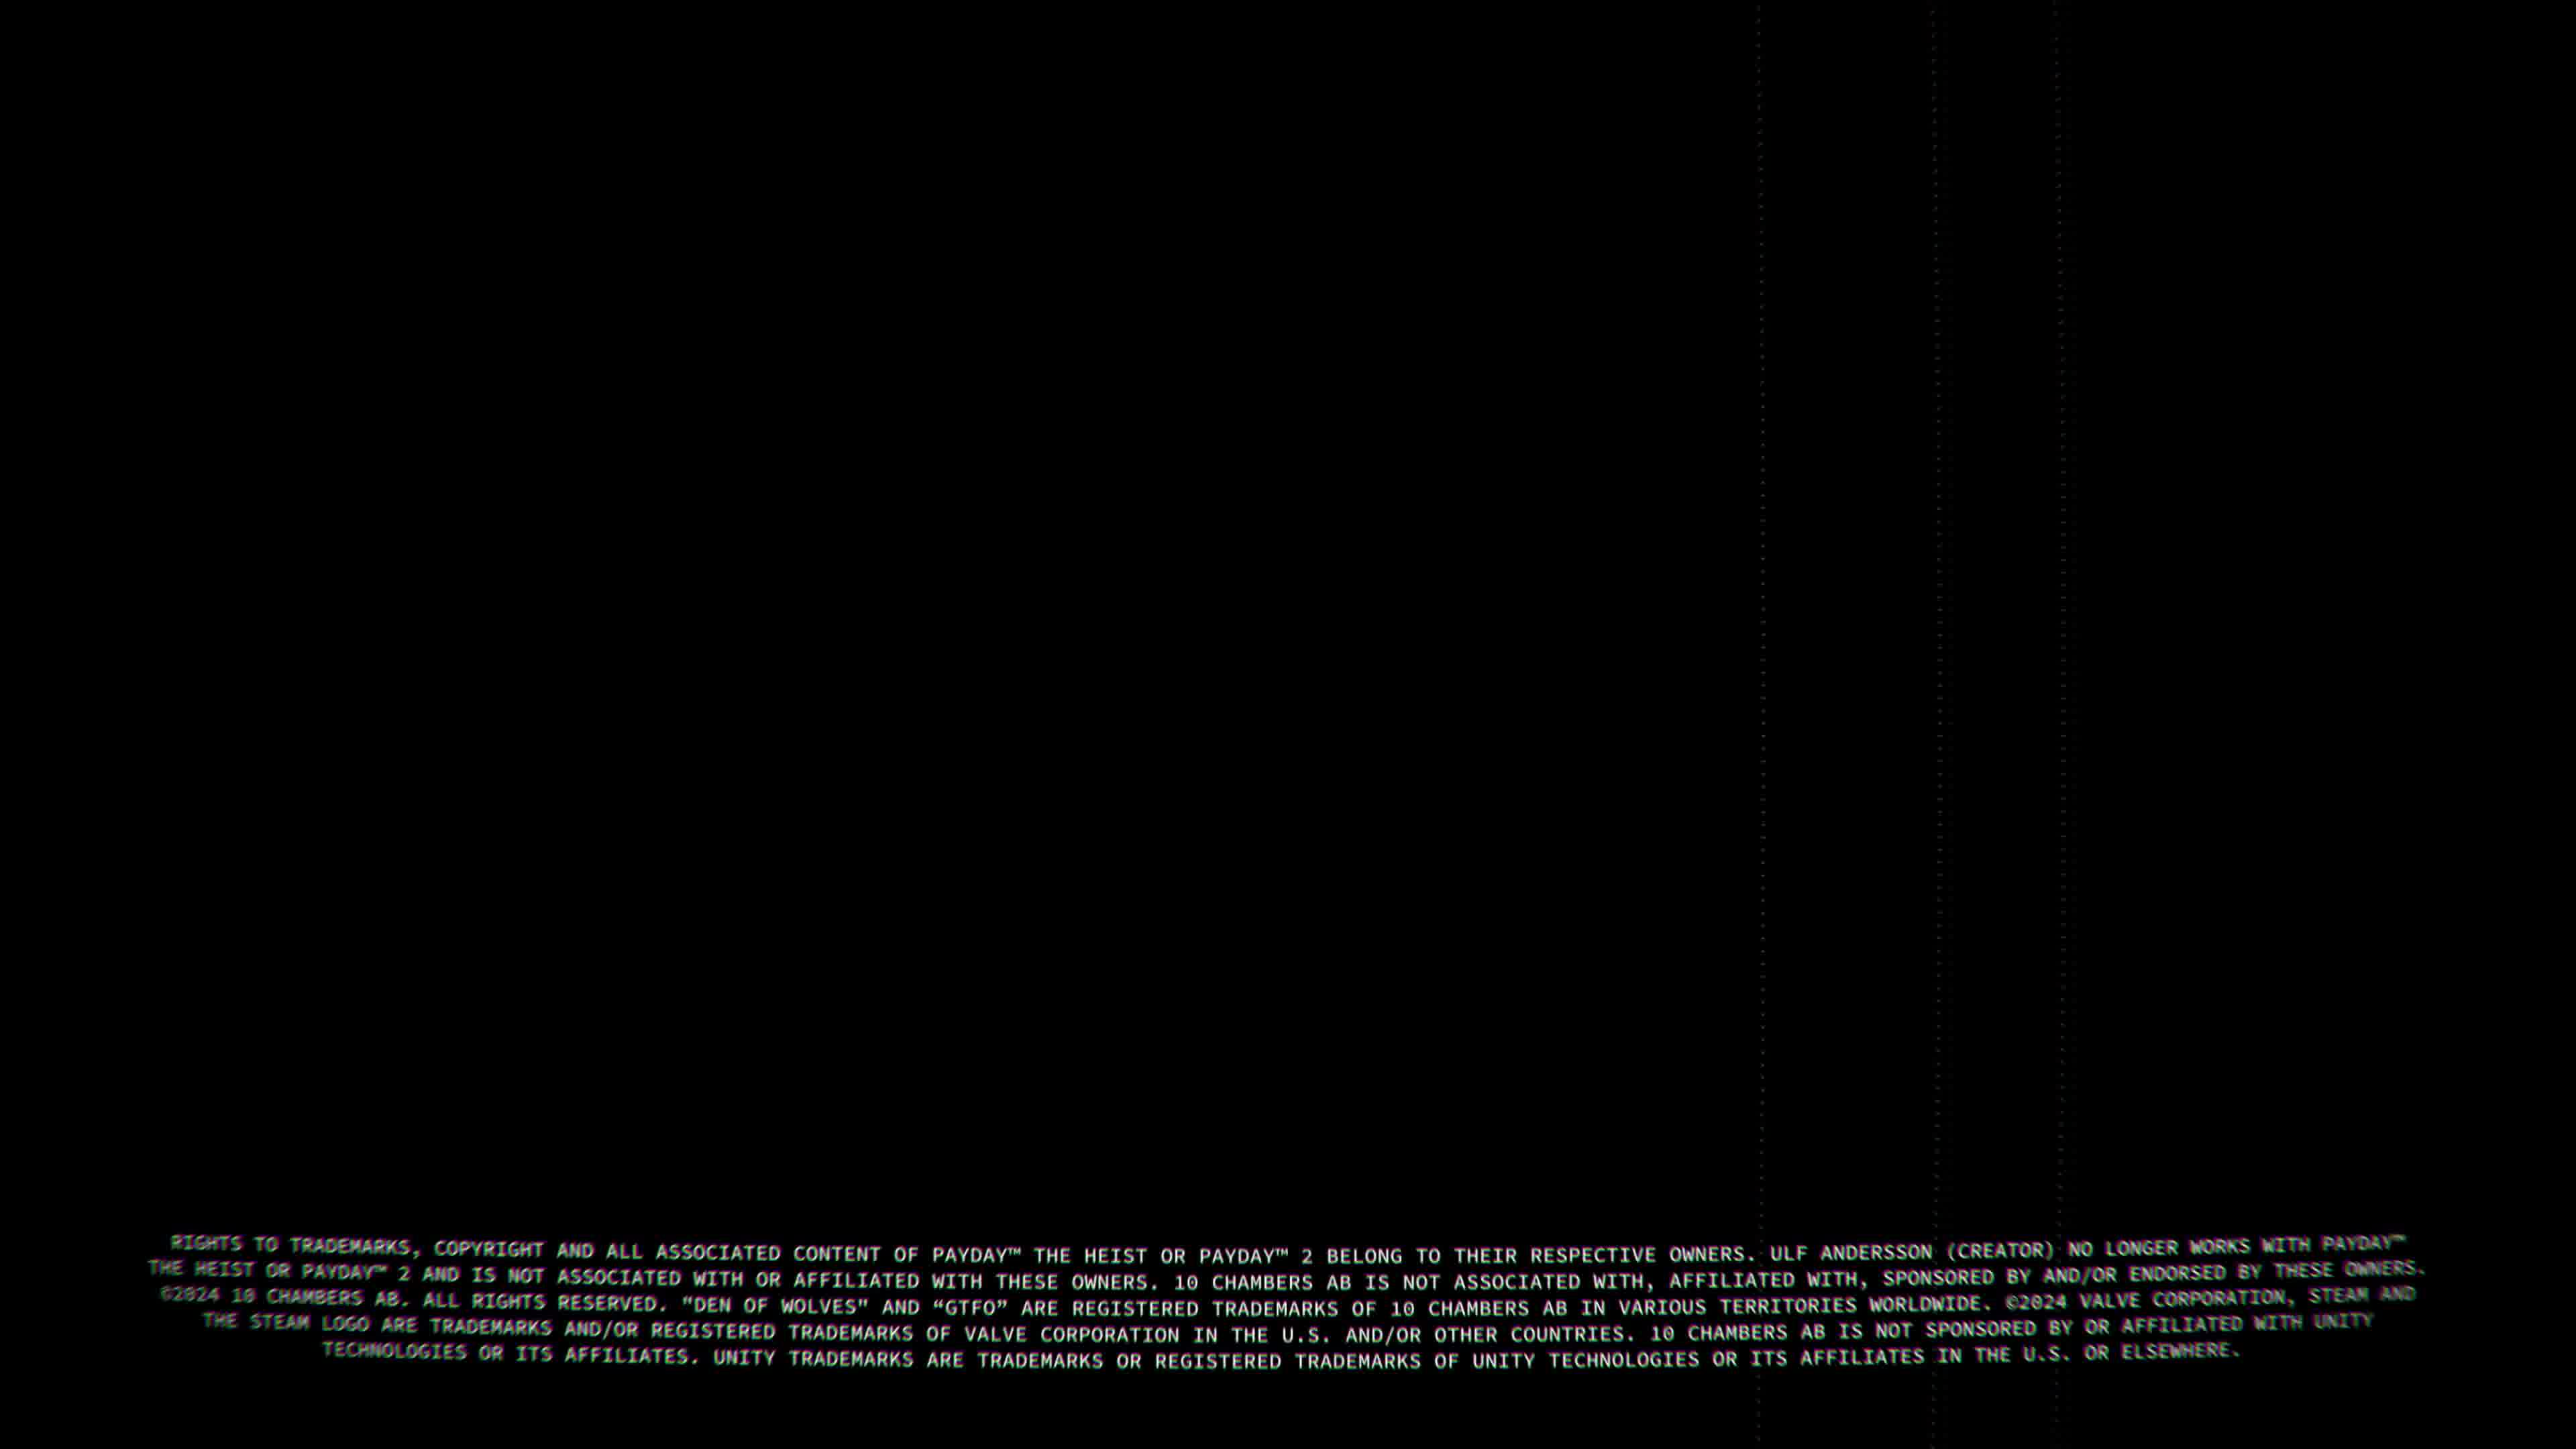 RIGHTS TO TRADEMARKS, COPYRIGHT AND ALL ASSOCIATED CONTENT OF PAYDAY™ THE HEIST OR PAYDAY™ 2 BELONG TO THEIR RESPECTIVE OWNERS. ULF ANDERSSON (CREATOR) NO LONGER WORKS WITH PAYDAY™
THE HEIST OR PAYDAY™ 2 AND IS NOT ASSOCIATED WITH OR AFFILIATED WITH THESE OWNERS. 10 CHAMBERS AB IS NOT ASSOCIATED WITH, AFFILIATED WITH, SPONSORED BY AND/OR ENDORSED BY THESE OWNERS.
©2024 10 CHAMBERS AB. ALL RIGHTS RESERVED. “DEN OF WOLVES" AND “GTFO” ARE REGISTERED TRADEMARKS OF 10 CHAMBERS AB IN VARIOUS TERRITORIES WORLDWIDE. ©2024 VALVE CORPORATION, STEAM AND
THE STEAM LOGO ARE TRADEMARKS AND/OR REGISTERED TRADEMARKS OF VALVE CORPORATION IN THE U.S. AND/OR OTHER COUNTRIES. 10 CHAMBERS AB IS NOT SPONSORED BY OR AFFILIATED WITH UNITY
TECHNOLOGIES OR ITS AFFILIATES. UNITY TRADEMARKS ARE TRADEMARKS OR REGISTERED TRADEMARKS OF UNITY TECHNOLOGIES OR ITS AFFILIATES IN THE U.S. OR ELSEWHERE.